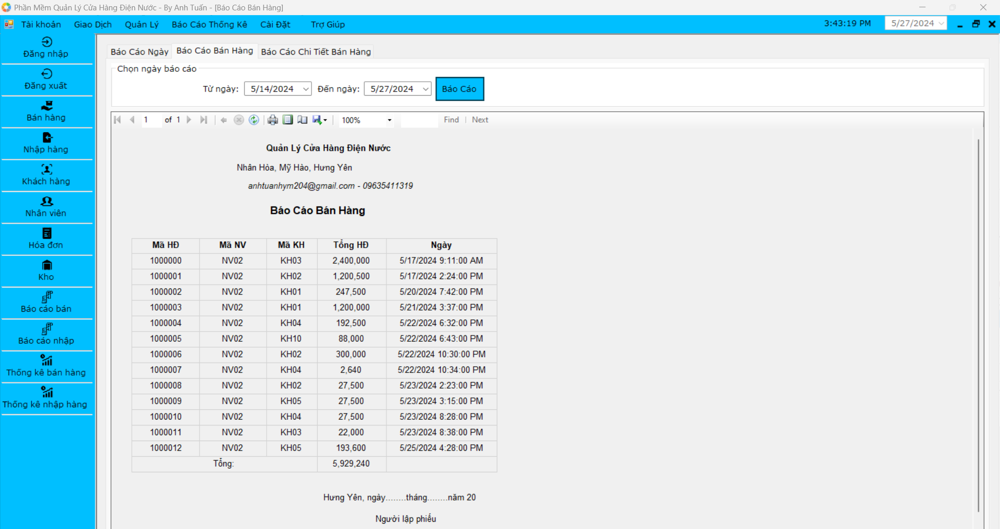 Phần Mềm Quản Lý Cửa Hàng Điện Nước - By Anh Tuấn - [Báo Cáo Bán Hàng]
Tài khoản Giao Dịch Quản Lý Báo Cáo Thống Kê Cài Đặt Trợ Giúp 3:43:19 PM 5/27/2024
Đăng nhập
Đăng xuất
Bán hàng
Nhập hàng
Khách hàng
Nhân viên
Hóa đơn
Kho
Báo cáo bán
Báo cáo nhập
Thống kê bán hàng
Thống kê nhập hàng
Báo Cáo Ngày Báo Cáo Bán Hàng Báo Cáo Chi Tiết Bán Hàng
Chọn ngày báo cáo
Từ ngày: 5/14/2024 Đến ngày: 5/27/2024 Báo Cáo
1 of 1 100% Find | Next
Quản Lý Cửa Hàng Điện Nước
Nhân Hòa, Mỹ Hào, Hưng Yên
anhtuanhym204@gmail.com - 09635411319
Báo Cáo Bán Hàng
Mã HĐ Mã NV Mã KH Tổng HĐ Ngày
1000000 NV02 KH03 2,400,000 5/17/2024 9:11:00 AM
1000001 NV02 KH02 1,200,500 5/17/2024 2:24:00 PM
1000002 NV02 KH01 247,500 5/20/2024 7:42:00 PM
1000003 NV02 KH01 1,200,000 5/21/2024 3:37:00 PM
1000004 NV02 KH04 192,500 5/22/2024 6:32:00 PM
1000005 NV02 KH10 88,000 5/22/2024 6:43:00 PM
1000006 NV02 KH02 300,000 5/22/2024 10:30:00 PM
1000007 NV02 KH04 2,640 5/22/2024 10:34:00 PM
1000008 NV02 KH02 27,500 5/23/2024 2:23:00 PM
1000009 NV02 KH05 27,500 5/23/2024 3:15:00 PM
1000010 NV02 KH04 27,500 5/23/2024 8:28:00 PM
1000011 NV02 KH03 22,000 5/23/2024 8:38:00 PM
1000012 NV02 KH05 193,600 5/25/2024 4:28:00 PM
Tổng: 5,929,240
Hưng Yên, ngày........tháng........năm 20
Người lập phiếu